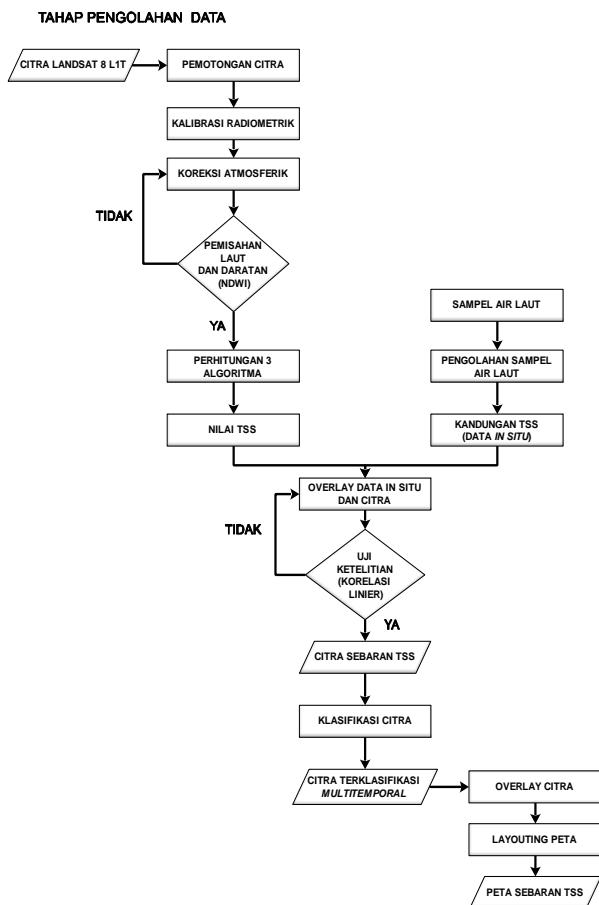 TAHAP PENGOLAHAN DATA
CITRA LANDSAT 8 L1T
PEMOTONGAN CITRA
KALIBRASI RADIOMETRIK
KOREKSI ATMOSFERIK
TIDAK
PEMISAHAN
LAUT
DAN DARATAN
(NDWI)
YA
PERHITUNGAN 3
ALGORITMA
NILAI TSS
SAMPEL AIR LAUT
PENGOLAHAN SAMPEL
AIR LAUT
KANDUNGAN TSS
(DATA IN SITU)
OVERLAY DATA IN SITU
DAN CITRA
TIDAK
UJI
KETELITIAN
(KORELASI
LINIER)
YA
CITRA SEBARAN TSS
KLASIFIKASI CITRA
CITRA TERKLASIFIKASI
MULTITEMPORAL
OVERLAY CITRA
LAYOUTING PETA
PETA SEBARAN TSS